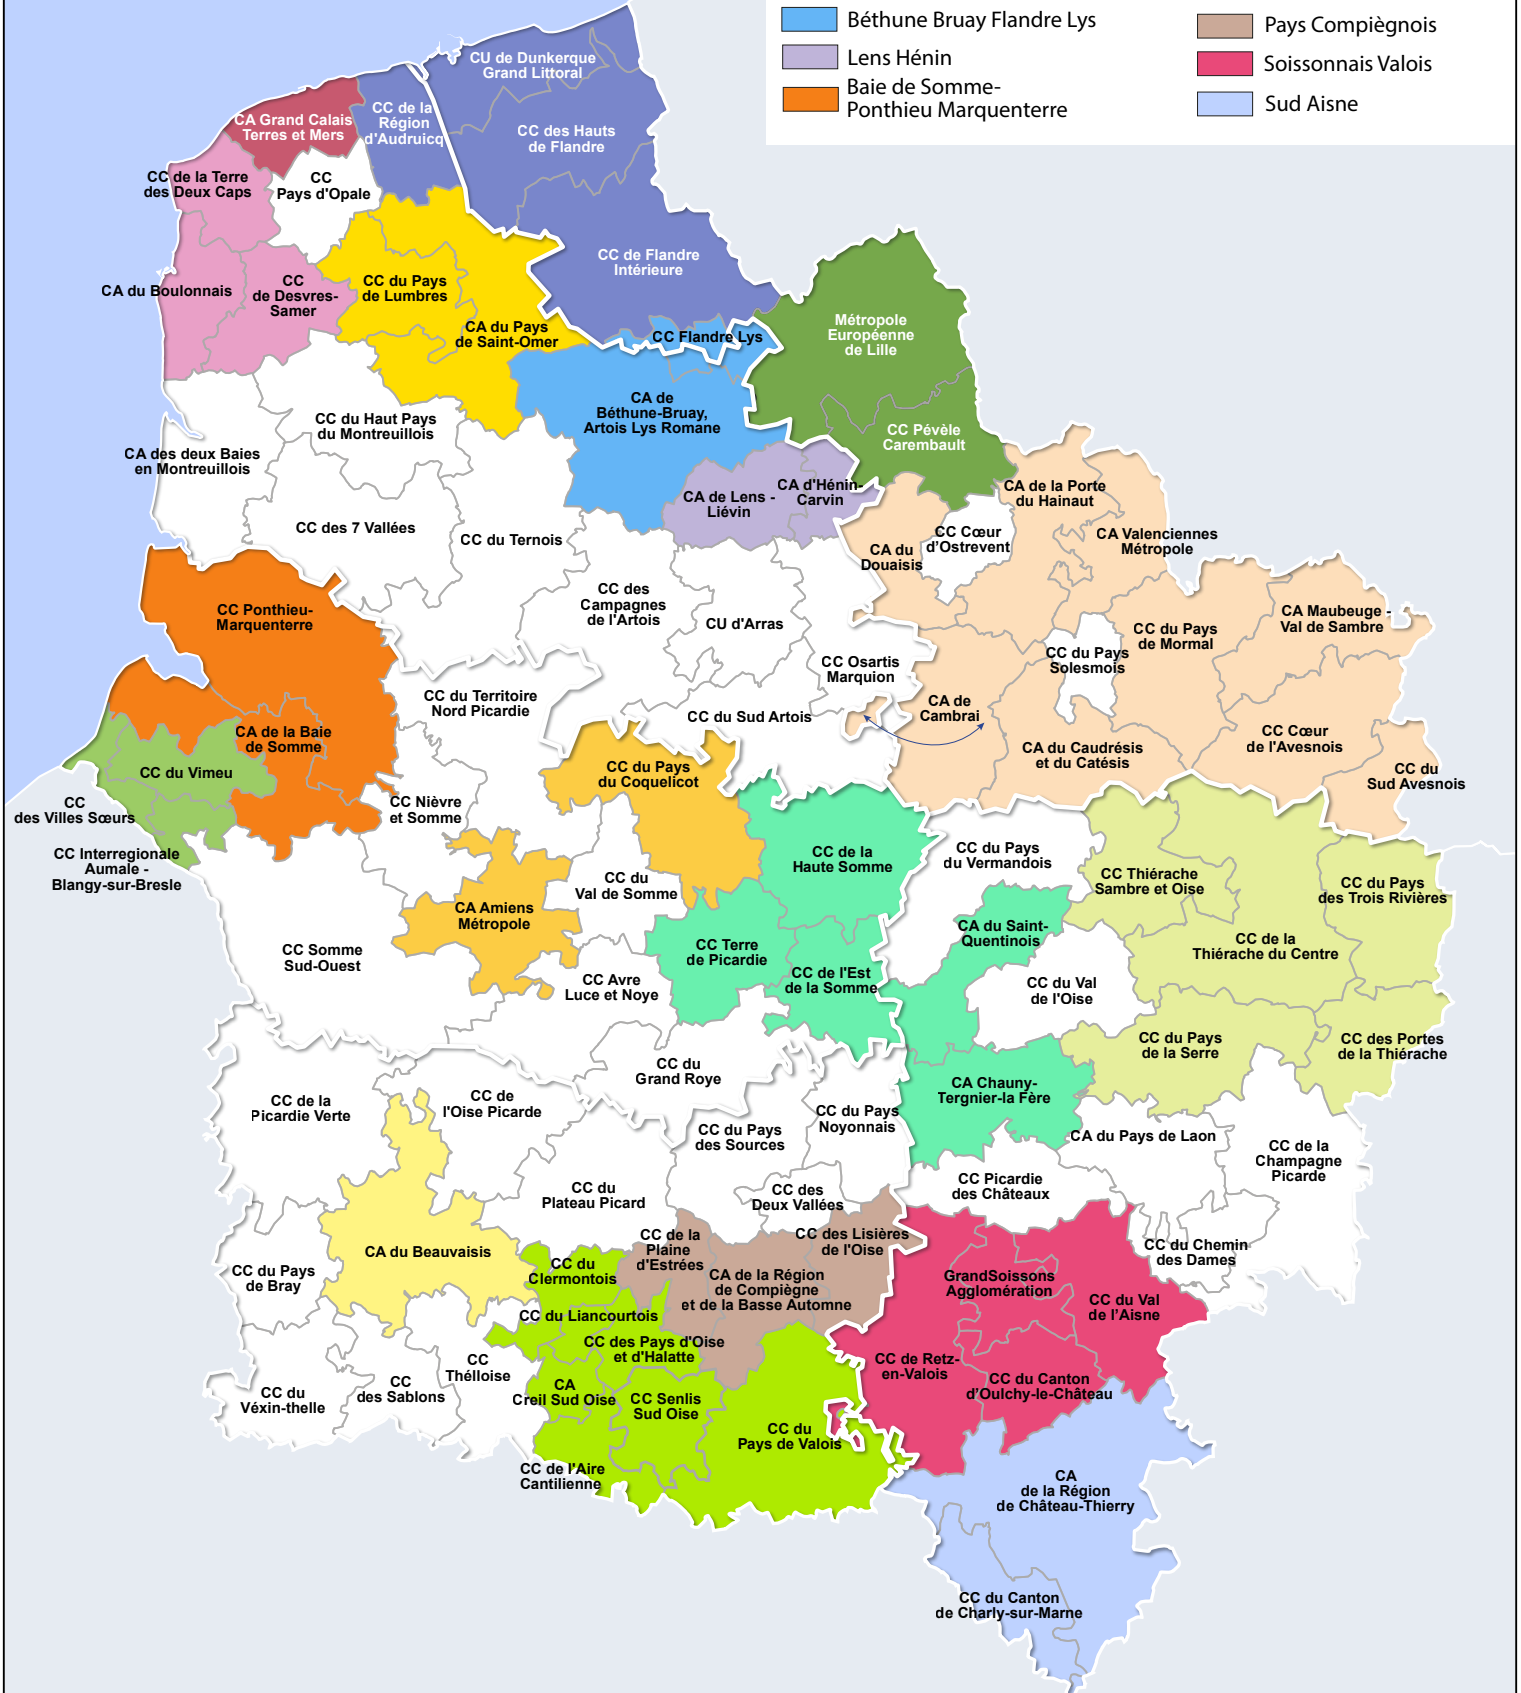 Béthune Bruay Flandre Lys
Lens Hénin
Baie de Somme-
Ponthieu Marquenterre
Pays Compiègnois
Soissonnais Valois
Sud Aisne
CU de Dunkerque
Grand Littoral
CC de la
Région
d'Audruicq
CA Grand Calais
Terres et Mers
CC des Hauts
de Flandre
CC de la Terre
des Deux Caps
CC
Pays d'Opale
CC de Flandre
Intérieure
CA du Boulonnais
CC
de Desvres-
Samer
CC du Pays
de Lumbres
CA du Pays
de Saint-Omer
CC Flandre Lys
Métropole
Européenne
de Lille
CA de
Béthune-Bruay,
Artois Lys Romane
CC du Haut Pays
du Montreuillois
CC Pévèle
Carembault
CA des deux Baies
en Montreuillois
CA de Lens -
Liévin
CA d'Hénin-
Carvin
CA de la Porte
du Hainaut
CC des 7 Vallées
CC du Ternois
CA du
Douaisis
CC Cœur
d'Ostrevent
CA Valenciennes
Métropole
CC Ponthieu-
Marquenterre
CC des
Campagnes
de l'Artois
CU d'Arras
CC du Pays
de Mormal
CA Maubeuge -
Val de Sambre
CC du Pays
Solesmois
CC Osartis
Marquion
CC du Territoire
Nord Picardie
CC du Sud Artois
CA de
Cambrai
CA de la Baie
de Somme
CA du Caudrésis
et du Catésis
CC Cœur
de l'Avesnois
CC du Vimeu
CC du Pays
du Coquelicot
CC du
Sud Avesnois
CC
des Villes Sœurs
CC Nièvre
et Somme
CC Interregionale
Aumale -
Blangy-sur-Bresle
CC de la
Haute Somme
CC du Pays
du Vermandois
CC Thiérache
Sambre et Oise
CC du Pays
des Trois Rivières
CC du
Val de Somme
CA Amiens
Métropole
CA du Saint-
Quentinois
CC de la
Thiérache du Centre
CC Somme
Sud-Ouest
CC Terre
de Picardie
CC de l'Est
de la Somme
CC Avre
Luce et Noye
CC du Val
de l'Oise
CC du Pays
de la Serre
CC des Portes
de la Thiérache
CC du
Grand Roye
CA Chauny-
Tergnier-la Fère
CC de la
Picardie Verte
CC de
l'Oise Picarde
CC du Pays
des Sources
CC du Pays
Noyonnais
CA du Pays de Laon
CC de la
Champagne
Picarde
CC du
Plateau Picard
CC des
Deux Vallées
CC Picardie
des Châteaux
CA du Beauvaisis
CC de la
Plaine
d'Estrées
CC des Lisières
de l'Oise
CC du Chemin
des Dames
CC du Pays
de Bray
CC du
Clermontois
CA de la Région
de Compiègne
et de la Basse Automne
GrandSoissons
Agglomération
CC du Val
de l'Aisne
CC du Liancourtois
CC des Pays d'Oise
et d'Halatte
CC
Thélloise
CC de Retz-
en-Valois
CC du Canton
d'Oulchy-le-Château
CC du
Véxin-thelle
CC
des Sablons
CA
Creil Sud Oise
CC Senlis
Sud Oise
CC du
Pays de Valois
CC de l'Aire
Cantilienne
CA
de la Région
de Château-Thierry
CC du Canton
de Charly-sur-Marne